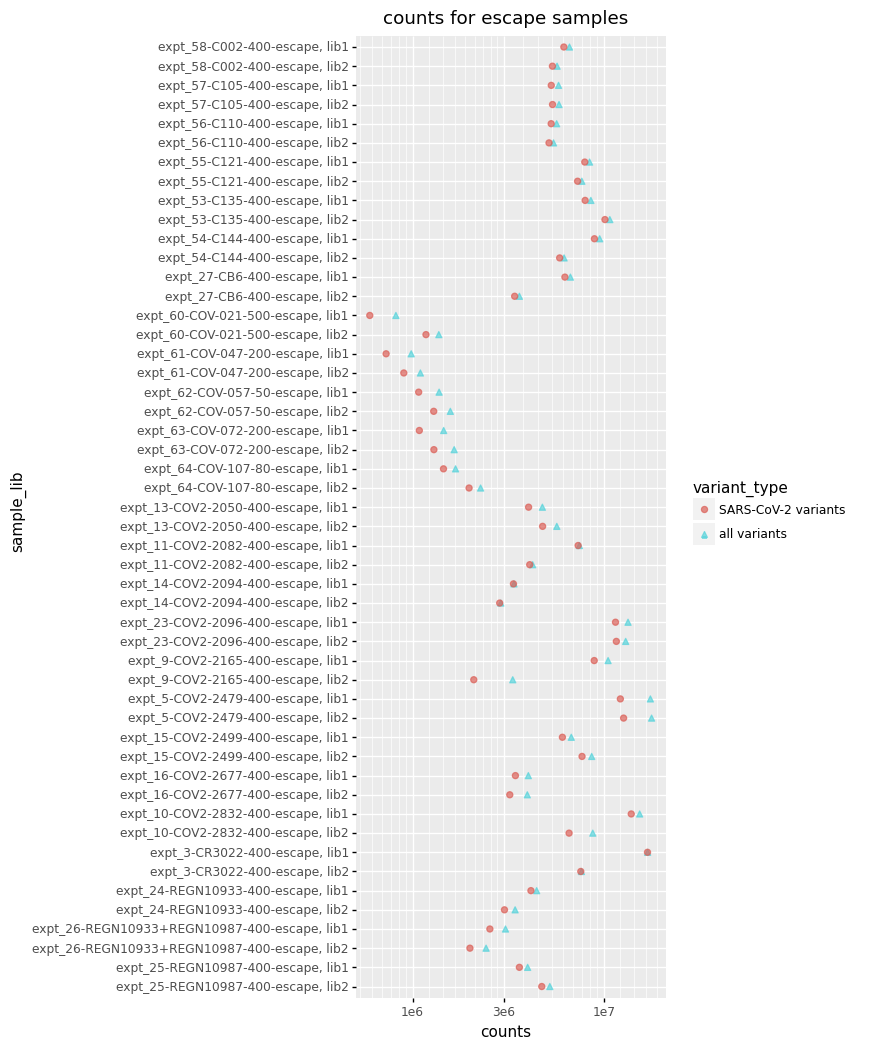 counts for escape samples
expt_58-C002-400-escape, lib1
expt_58-C002-400-escape, lib2
expt_57-C105-400-escape, lib1
expt_57-C105-400-escape, lib2
expt_56-C110-400-escape, lib1
expt_56-C110-400-escape, lib2
expt_55-C121-400-escape, lib1
expt_55-C121-400-escape, lib2
expt_53-C135-400-escape, lib1
expt_53-C135-400-escape, lib2
expt_54-C144-400-escape, lib1
expt_54-C144-400-escape, lib2
expt_27-CB6-400-escape, lib1
expt_27-CB6-400-escape, lib2
expt_60-COV-021-500-escape, lib1
expt_60-COV-021-500-escape, lib2
expt_61-COV-047-200-escape, lib1
expt_61-COV-047-200-escape, lib2
expt_62-COV-057-50-escape, lib1
expt_62-COV-057-50-escape, lib2
expt_63-COV-072-200-escape, lib1
expt_63-COV-072-200-escape, lib2
expt_64-COV-107-80-escape, lib1
expt_64-COV-107-80-escape, lib2
expt_13-COV2-2050-400-escape, lib1
expt_13-COV2-2050-400-escape, lib2
expt_11-COV2-2082-400-escape, lib1
expt_11-COV2-2082-400-escape, lib2
expt_14-COV2-2094-400-escape, lib1
expt_14-COV2-2094-400-escape, lib2
expt_23-COV2-2096-400-escape, lib1
expt_23-COV2-2096-400-escape, lib2
expt_9-COV2-2165-400-escape, lib1
expt_9-COV2-2165-400-escape, lib2
expt_5-COV2-2479-400-escape, lib1
expt_5-COV2-2479-400-escape, lib2
expt_15-COV2-2499-400-escape, lib1
expt_15-COV2-2499-400-escape, lib2
expt_16-COV2-2677-400-escape, lib1
expt_16-COV2-2677-400-escape, lib2
expt_10-COV2-2832-400-escape, lib1
expt_10-COV2-2832-400-escape, lib2
expt_3-CR3022-400-escape, lib1
expt_3-CR3022-400-escape, lib2
expt_24-REGN10933-400-escape, lib1
expt_24-REGN10933-400-escape, lib2
expt_26-REGN10933+REGN10987-400-escape, lib1
expt_26-REGN10933+REGN10987-400-escape, lib2
expt_25-REGN10987-400-escape, lib1
expt_25-REGN10987-400-escape, lib2
sample_lib
1e6 3e6 1e7
counts
variant_type
SARS-CoV-2 variants
all variants